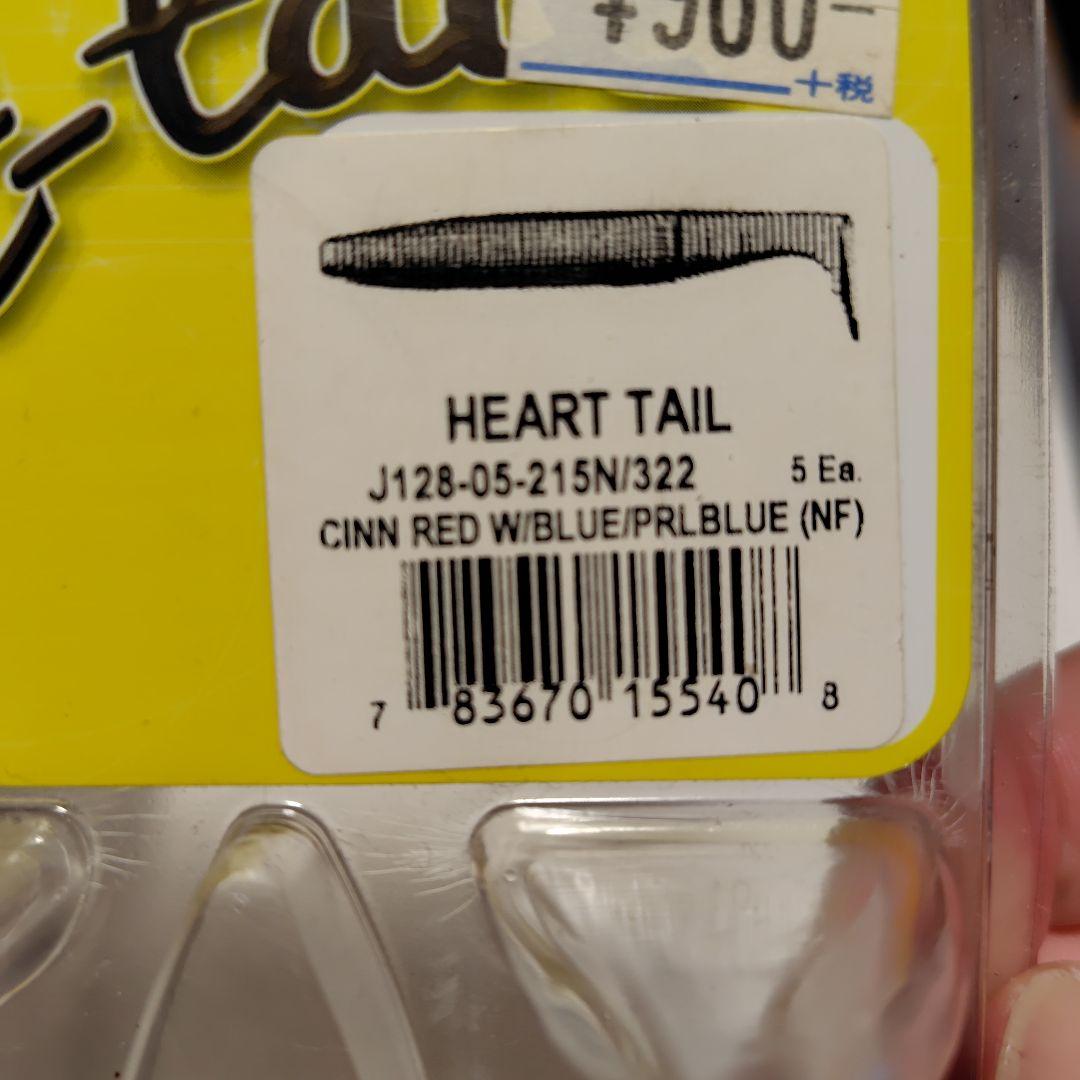 +税
HEART TAIL
J128-05-215N/322 5 Ea.
CINN RED W/BLUE/PRLBLUE (NF)
7 83670 15540 8